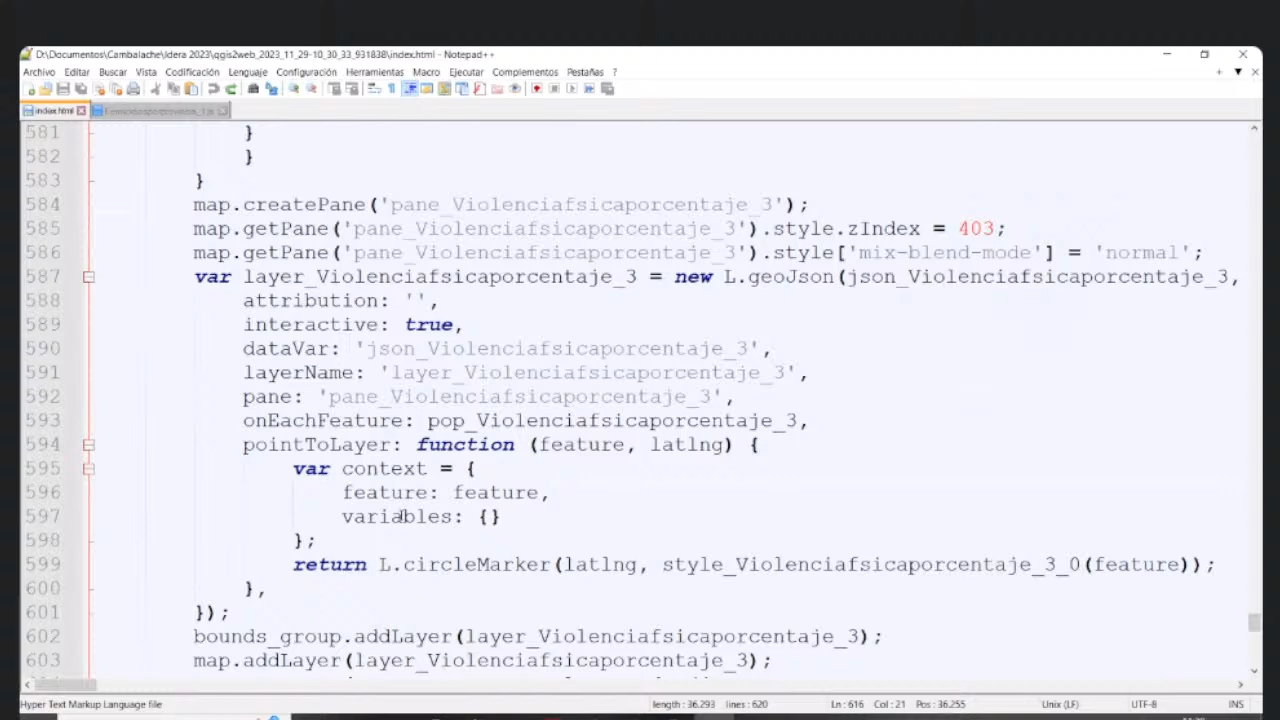 D:\Documentos\Cambalache\Idera 2023\qgis2web_2023_11_29-10_30_33_931838\index.html - Notepad++
Archivo Editar Buscar Vista Codificación Lenguaje Configuración Herramientas Macro Ejecutar Complementos Pestañas ?
index.html
581 }
582 }
583 }
584 map.createPane('pane_Violenciafsicaporcentaje_3');
585 map.getPane('pane_Violenciafsicaporcentaje_3').style.zIndex = 403;
586 map.getPane('pane_Violenciafsicaporcentaje_3').style['mix-blend-mode'] = 'normal';
587 var layer_Violenciafsicaporcentaje_3 = new L.geoJson(json_Violenciafsicaporcentaje_3,
588 attribution: '',
589 interactive: true,
590 dataVar: 'json_Violenciafsicaporcentaje_3',
591 layerName: 'layer_Violenciafsicaporcentaje_3',
592 pane: 'pane_Violenciafsicaporcentaje_3',
593 onEachFeature: pop_Violenciafsicaporcentaje_3,
594 pointToLayer: function (feature, latlng) {
595 var context = {
596 feature: feature,
597 variables: {}
598 };
599 return L.circleMarker(latlng, style_Violenciafsicaporcentaje_3_0(feature));
600 },
601 });
602 bounds_group.addLayer(layer_Violenciafsicaporcentaje_3);
603 map.addLayer(layer_Violenciafsicaporcentaje_3);
Hyper Text Markup Language file length : 36.293 lines : 620 Ln : 616 Col : 21 Pos : 36.255 Unix (LF) UTF-8 INS